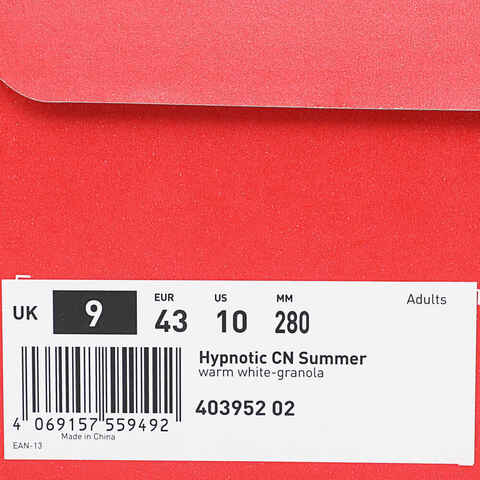 EUR US MM Adults
UK 9 43 10 280
Hypnotic CN Summer
warm white-granola
403952 02
4 069157 559492
Made in China
EAN-13